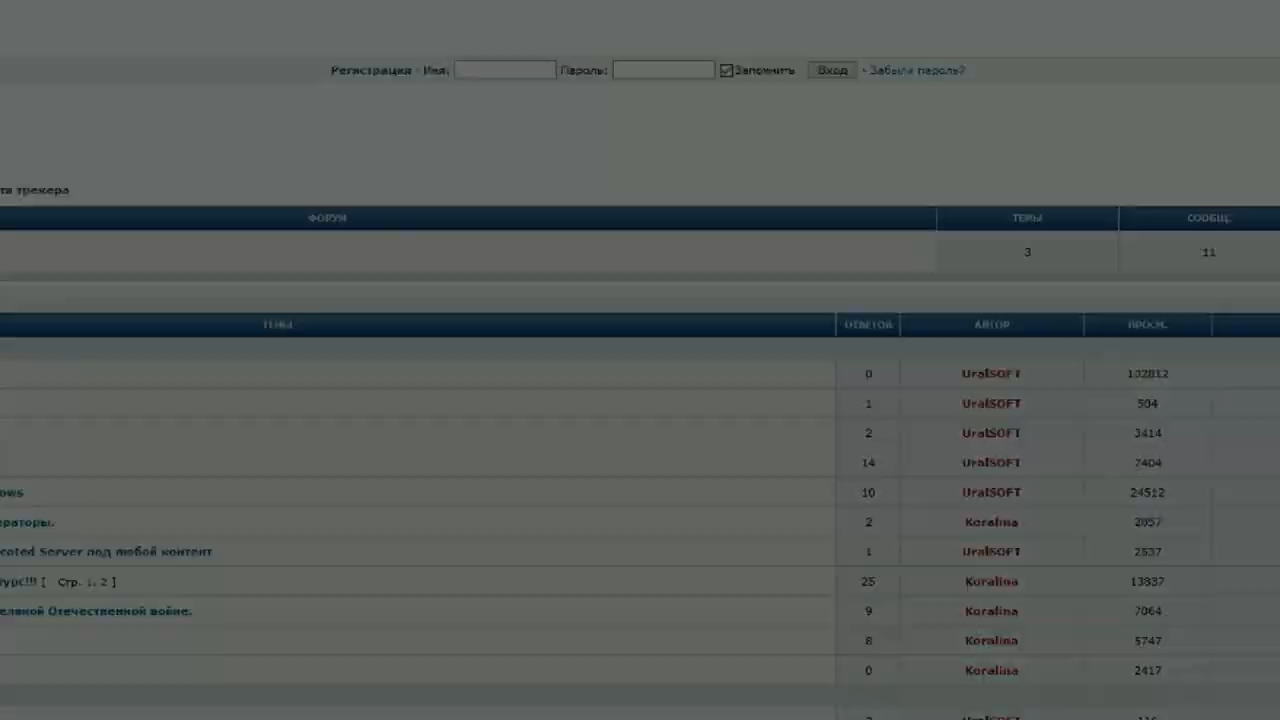 Регистрация · Имя: Пароль: Запомнить Вход · Забыли пароль?
трекера
ФОРУМ ТЕМЫ СООБЩ.
3 11
ТЕМЫ ОТВЕТОВ АВТОР ПРОСМ.
0 UralSOFT 102812
1 UralSOFT 504
2 UralSOFT 3414
14 UralSOFT 7404
ows 10 UralSOFT 24512
ераторы. 2 Koralina 2057
cated Server под любой контент 1 UralSOFT 2537
урс!!! [ Стр. 1, 2 ] 25 Koralina 13837
Отечественной войне. 9 Koralina 7064
8 Koralina 5747
0 Koralina 2417
UralSOFT